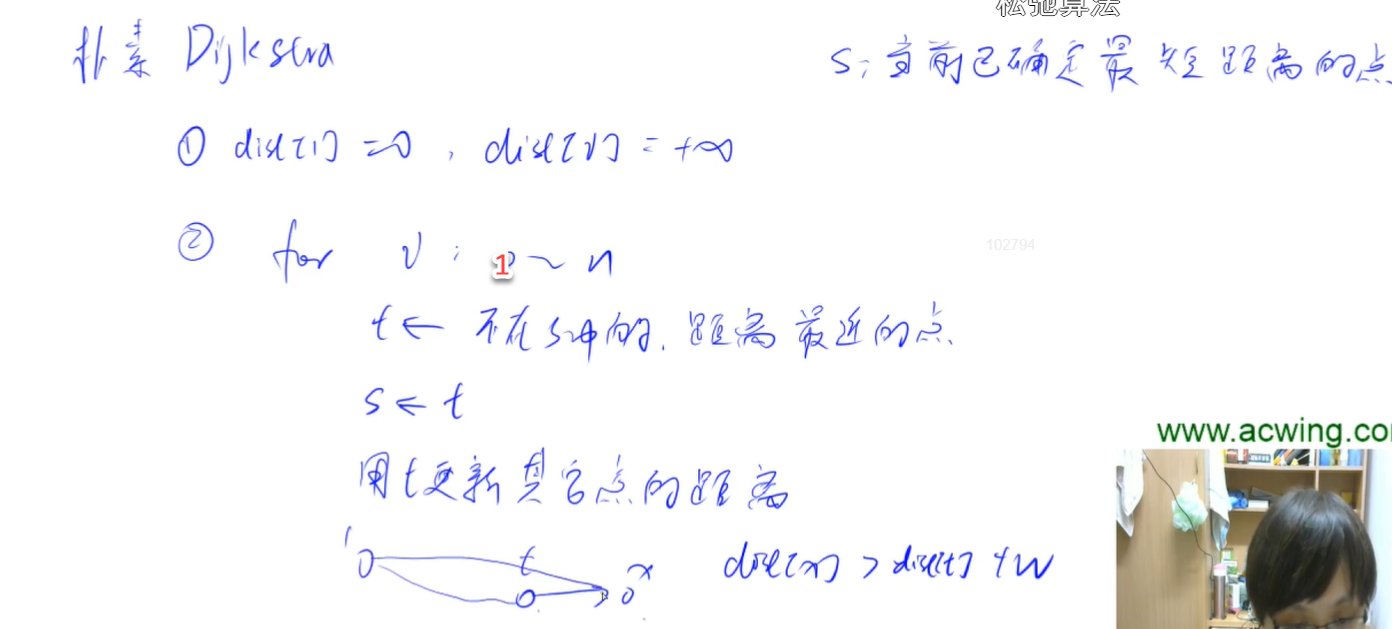 松弛算法
朴素 Dijkstra
S: 当前已确定最短距离的点
① dist[1] = 0 , dist[i] = +∞
② for i : 1 ~ n
102794
t ← 不在s中的. 距离最近的点.
s ← t
www.acwing.co
用t更新其它点的距离
1 t x
dist[x] > dist[t] + w